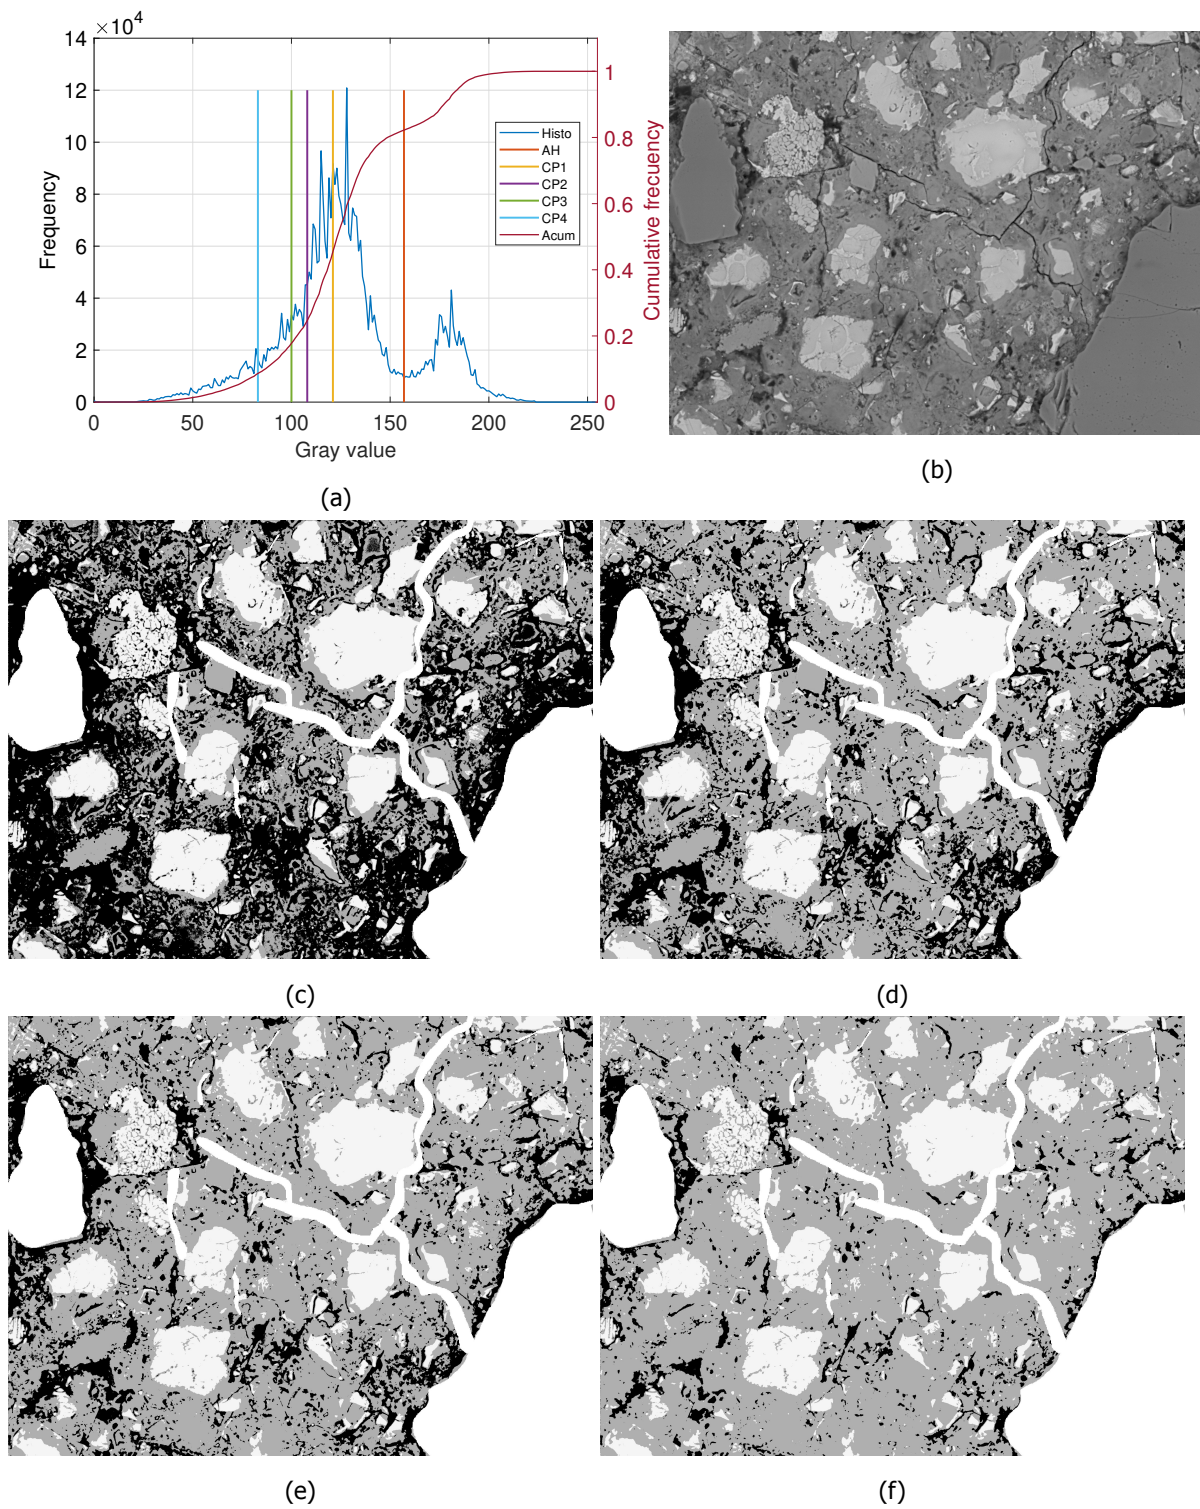 ×10⁴
14
12
10
8
6
4
2
0
Frequency
0 50 100 150 200 250
Gray value
1
0.8
0.6
0.4
0.2
0
Cumulative frecuency
Histo
AH
CP1
CP2
CP3
CP4
Acum
(a)
(b)
(c)
(d)
(e)
(f)